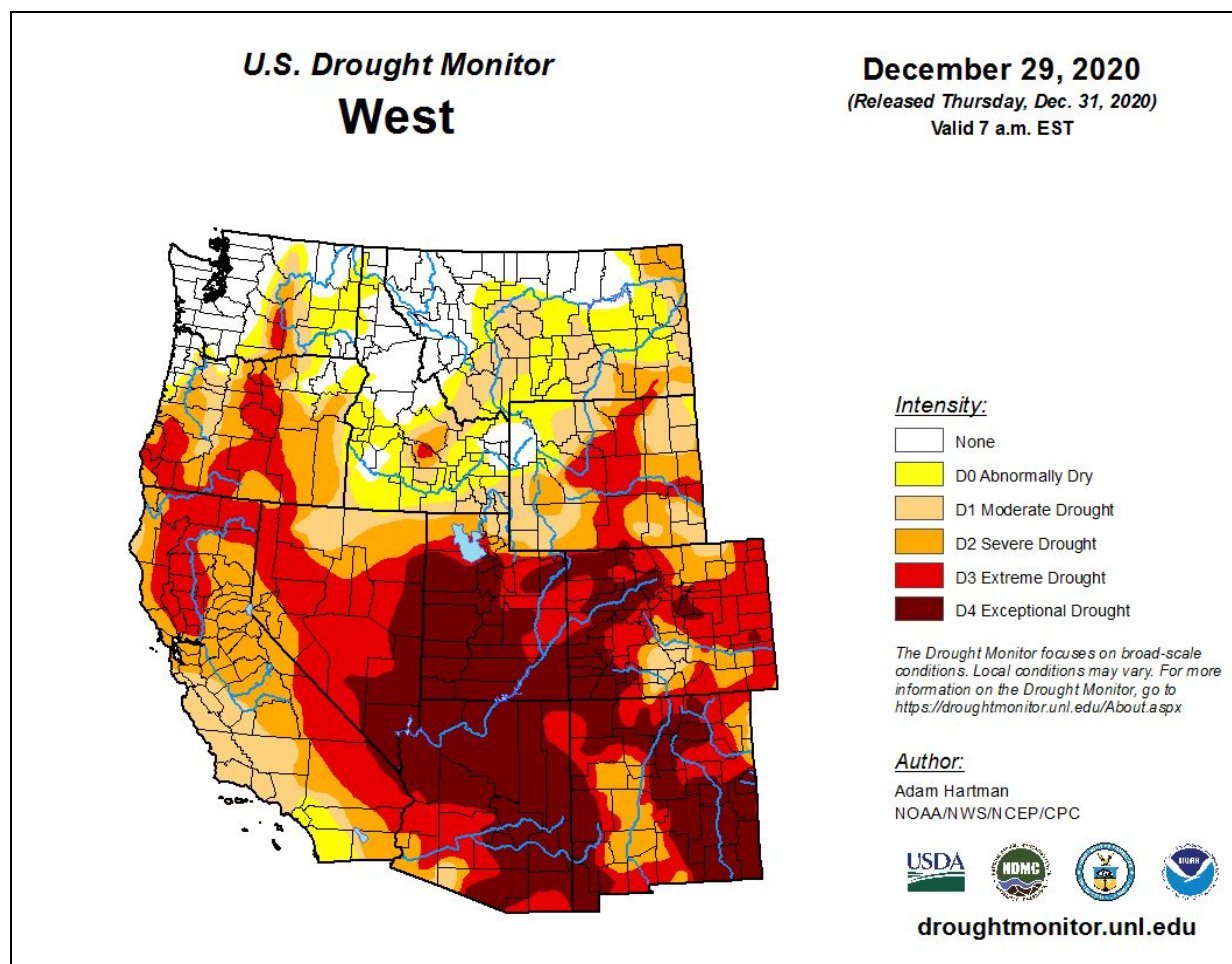 U.S. Drought Monitor
West
December 29, 2020
(Released Thursday, Dec. 31, 2020)
Valid 7 a.m. EST
Intensity:
None
D0 Abnormally Dry
D1 Moderate Drought
D2 Severe Drought
D3 Extreme Drought
D4 Exceptional Drought
The Drought Monitor focuses on broad-scale
conditions. Local conditions may vary. For more
information on the Drought Monitor, go to
https://droughtmonitor.unl.edu/About.aspx
Author:
Adam Hartman
NOAA/NWS/NCEP/CPC
USDA
NDMC
NOAA
droughtmonitor.unl.edu